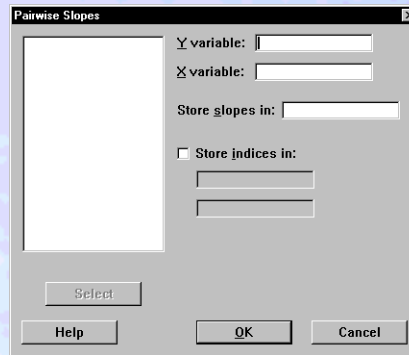 Pairwise Slopes
Y variable:
X variable:
Store slopes in:
Store indices in:
Select
Help
OK
Cancel